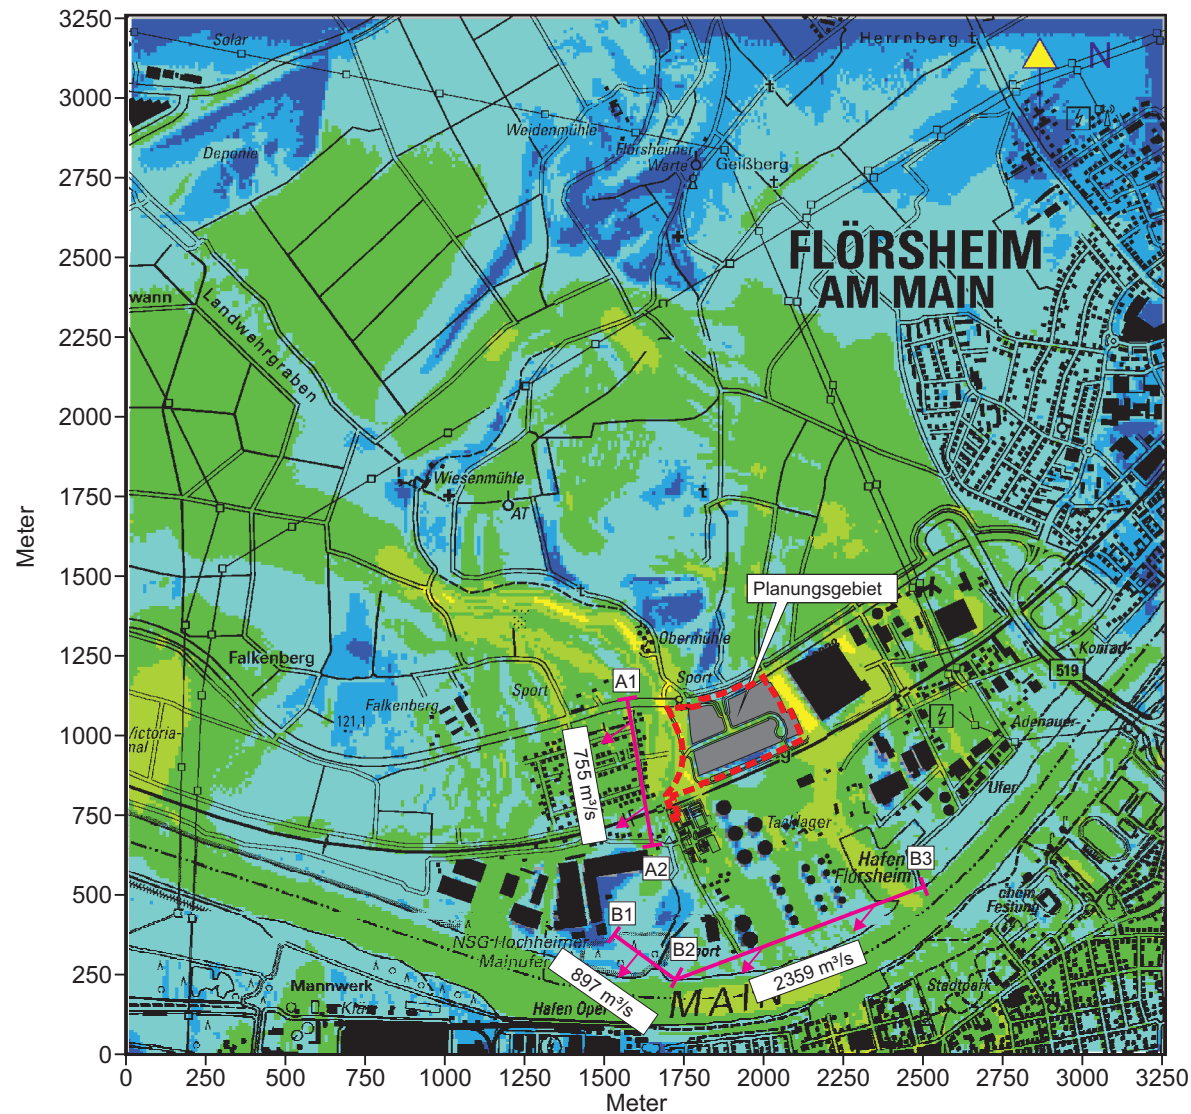 3250
3000
2750
2500
2250
2000
1750
1500
1250
1000
750
500
250
0
Meter
0
250
500
750
1000
1250
1500
1750
2000
2250
2500
2750
3000
3250
Meter
Solar
Herrnberg
N
Weidenmühle
Flörsheimer
Warte
Geißberg
Deponie
FLÖRSHEIM
AM MAIN
wann
Landwehrgraben
Wiesenmühle
AT
Planungsgebiet
Obermühle
Konrad-
519
Falkenberg
A1
Sport
Sport
Falkenberg
121,1
Adenauer-
Victoria-
mal
755 m³/s
Ufer
Tanklager
A2
Hafen
Flörsheim
B3
B1
NSG Hochheimer
Mainufer
B2
port
897 m³/s
2359 m³/s
Stadtpark
Mannwerk
Klär
Hafen Opel
MAIN